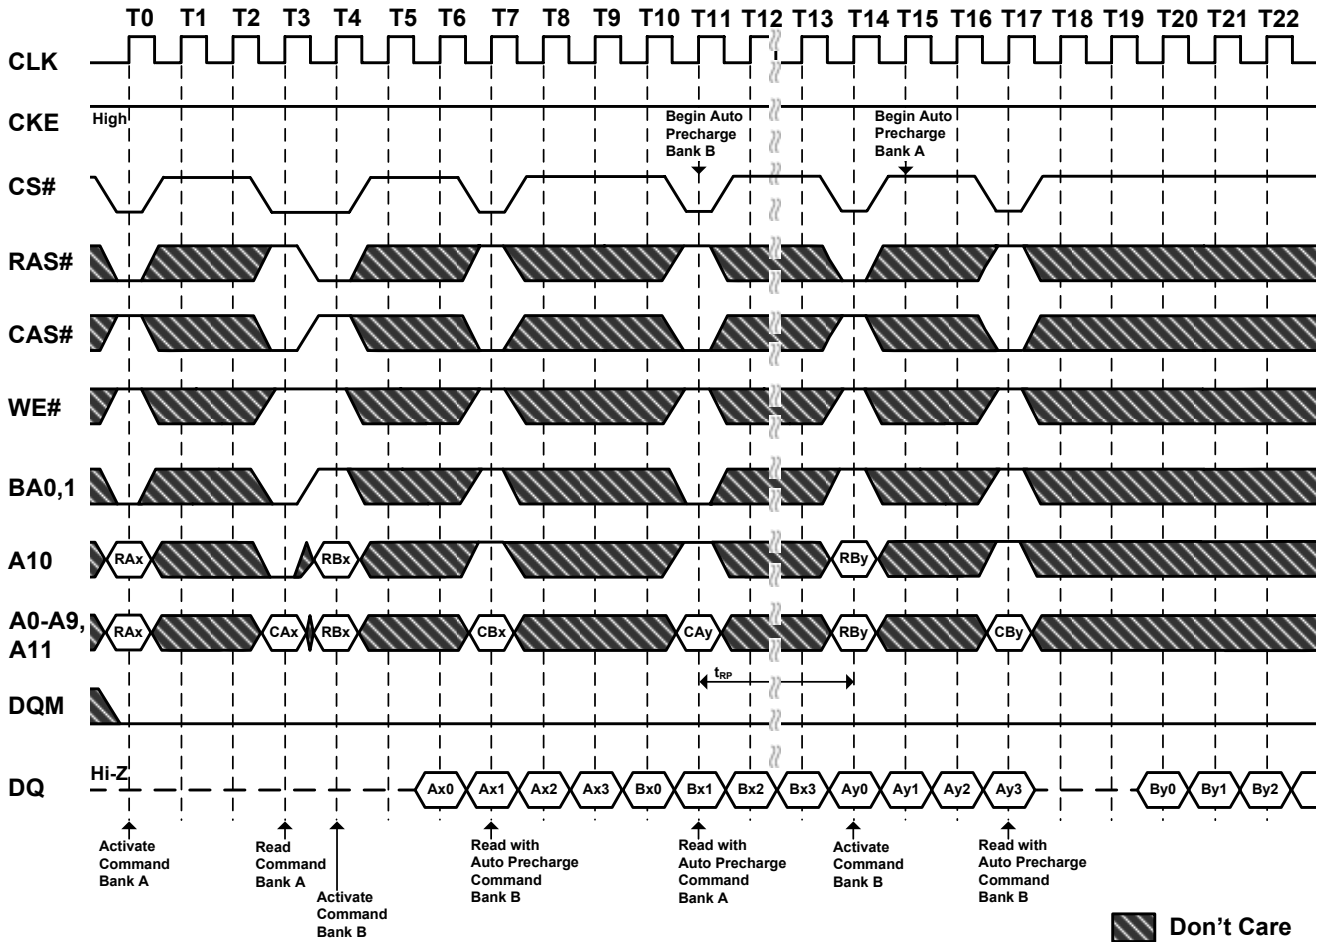 T0 T1 T2 T3 T4 T5 T6 T7 T8 T9 T10 T11 T12 T13 T14 T15 T16 T17 T18 T19 T20 T21 T22
CLK
CKE
High
Begin Auto
Precharge
Bank B
Begin Auto
Precharge
Bank A
CS#
RAS#
CAS#
WE#
BA0,1
A10
RAx RBx RBy
A0-A9,
A11
RAx CAx RBx CBx CAy RBy CBy
tRP
DQM
DQ
Hi-Z
Ax0 Ax1 Ax2 Ax3 Bx0 Bx1 Bx2 Bx3 Ay0 Ay1 Ay2 Ay3 By0 By1 By2
Activate
Command
Bank A
Read
Command
Bank A
Activate
Command
Bank B
Read with
Auto Precharge
Command
Bank B
Read with
Auto Precharge
Command
Bank A
Activate
Command
Bank B
Read with
Auto Precharge
Command
Bank B
Don't Care